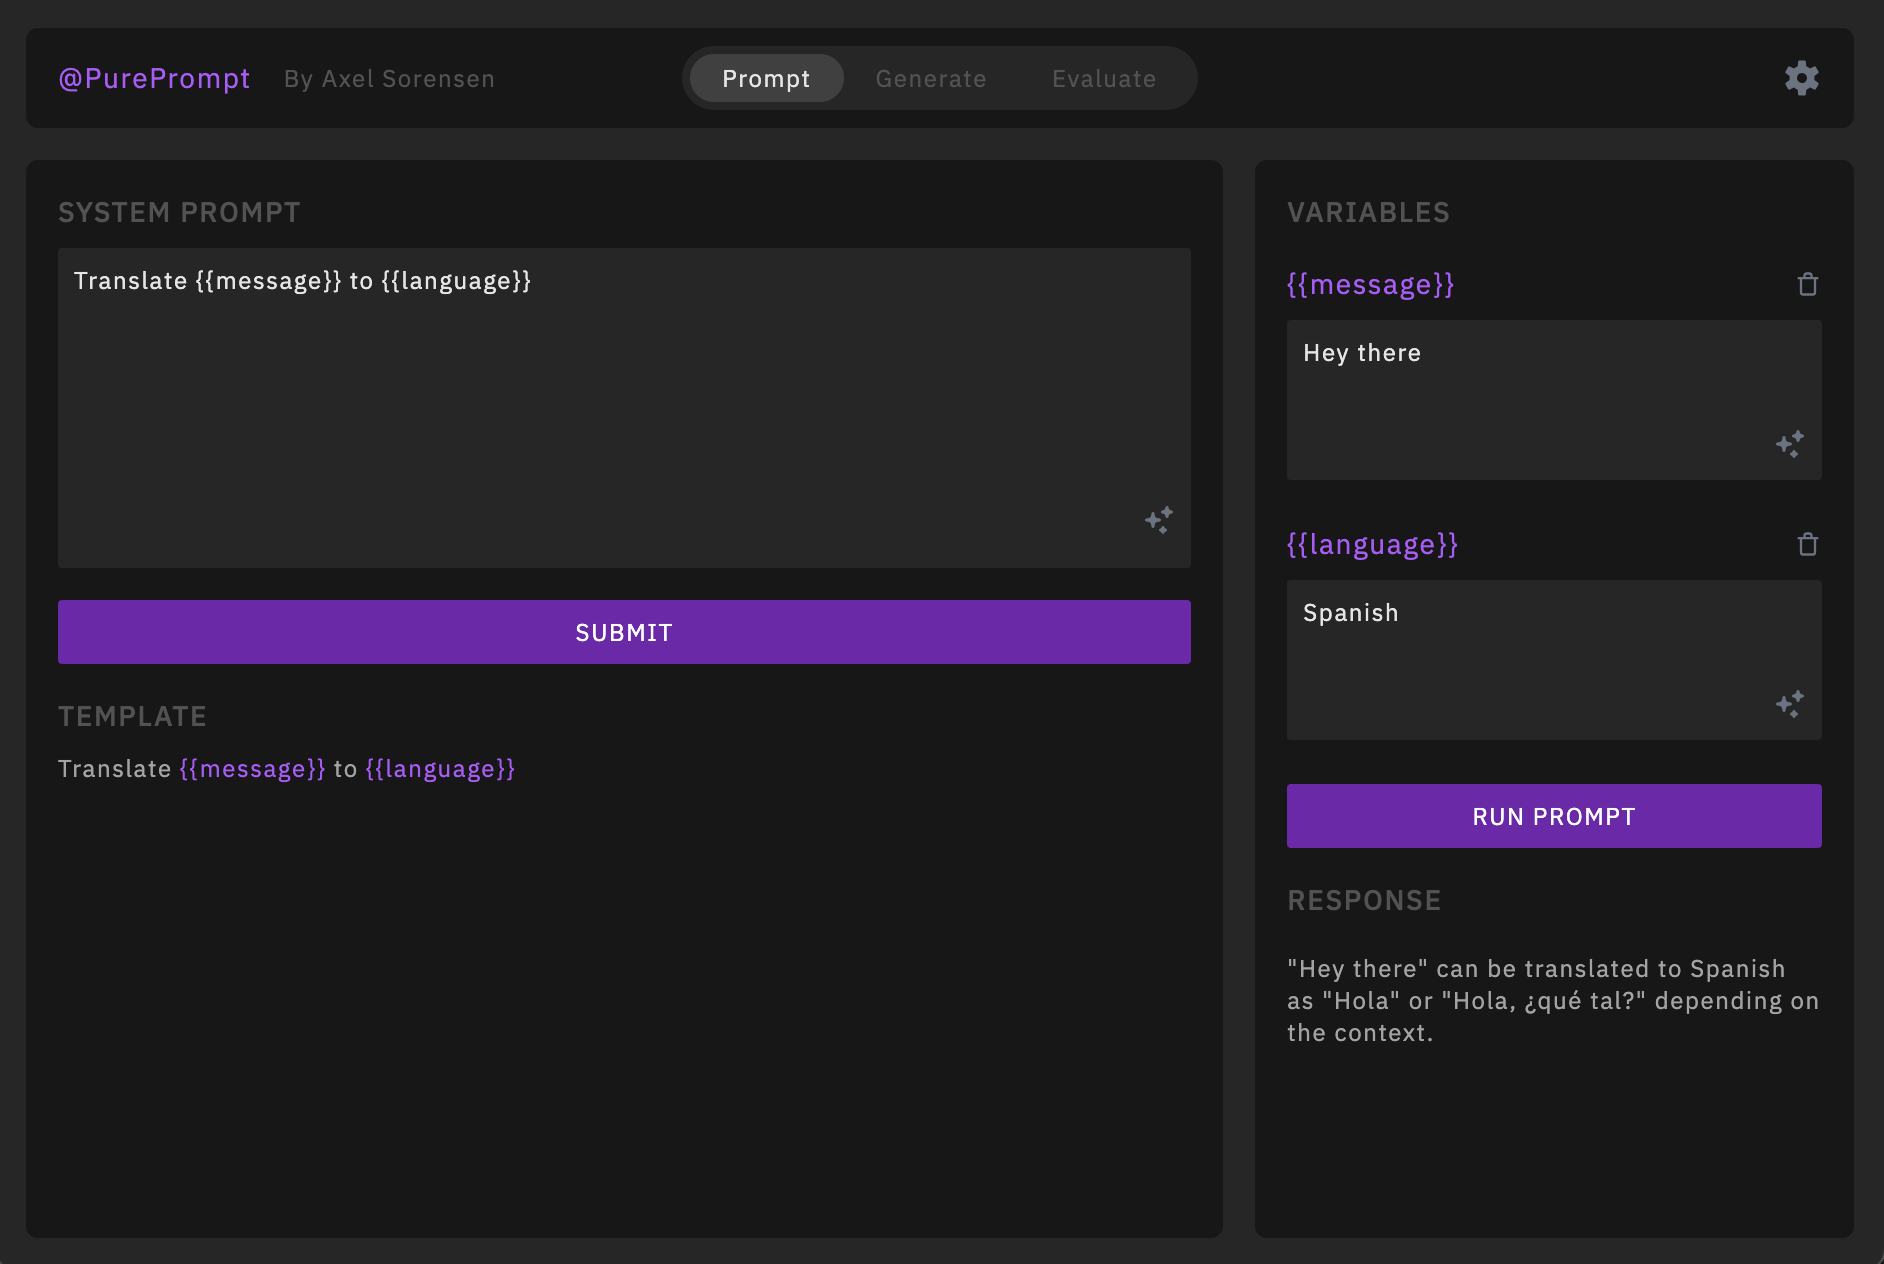 @PurePrompt By Axel Sorensen Prompt Generate Evaluate
SYSTEM PROMPT
Translate {{message}} to {{language}}
SUBMIT
TEMPLATE
Translate {{message}} to {{language}}
VARIABLES
{{message}}
Hey there
{{language}}
Spanish
RUN PROMPT
RESPONSE
"Hey there" can be translated to Spanish
as "Hola" or "Hola, ¿qué tal?" depending on
the context.